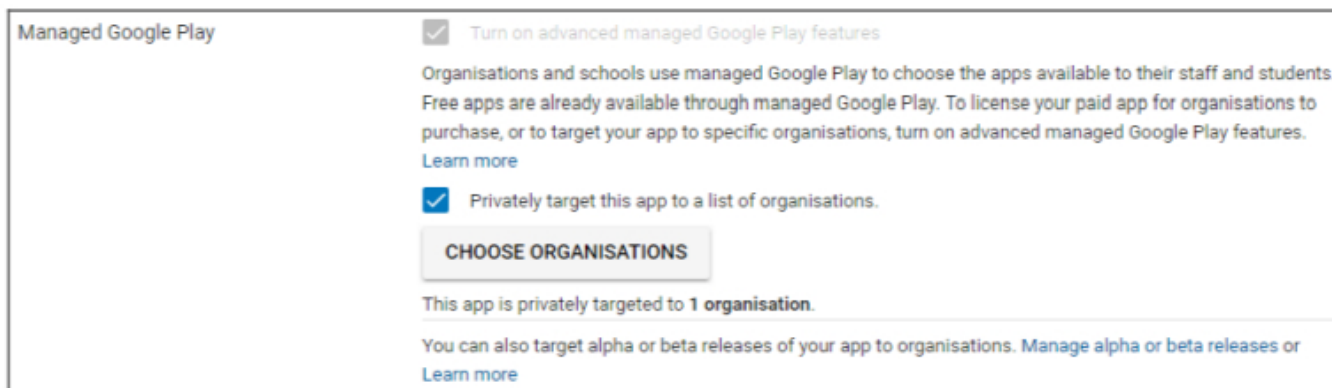 Managed Google Play
Turn on advanced managed Google Play features
Organisations and schools use managed Google Play to choose the apps available to their staff and students
Free apps are already available through managed Google Play. To license your paid app for organisations to
purchase, or to target your app to specific organisations, turn on advanced managed Google Play features.
Learn more
Privately target this app to a list of organisations.
CHOOSE ORGANISATIONS
This app is privately targeted to 1 organisation.
You can also target alpha or beta releases of your app to organisations. Manage alpha or beta releases or
Learn more